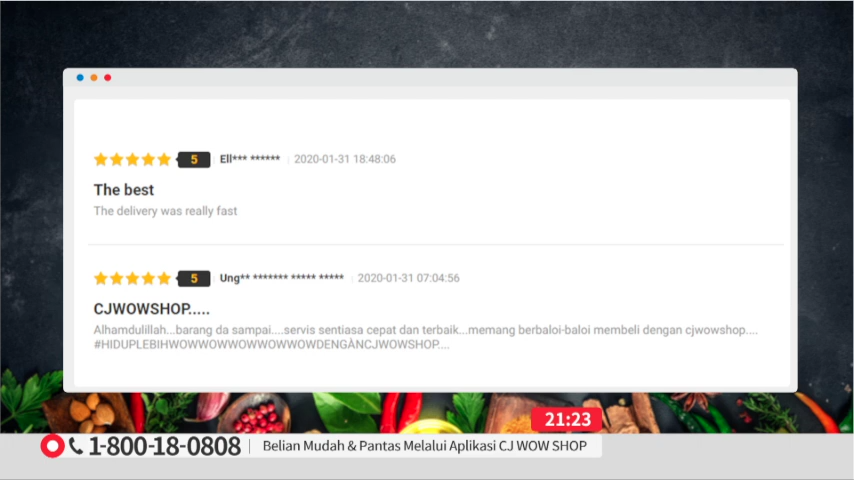 5 Ell*** ****** 2020-01-31 18:48:06
The best
The delivery was really fast
5 Ung** ******* ***** ***** 2020-01-31 07:04:56
CJWOWSHOP.....
Alhamdulillah...barang da sampai....servis sentiasa cepat dan terbaik...memang berbaloi-baloi membeli dengan cjwowshop....
#HIDUPLEBIHWOWWOWWOWWOWWOWDENGÀNCJWOWSHOP....
21:23
1-800-18-0808 | Belian Mudah & Pantas Melalui Aplikasi CJ WOW SHOP